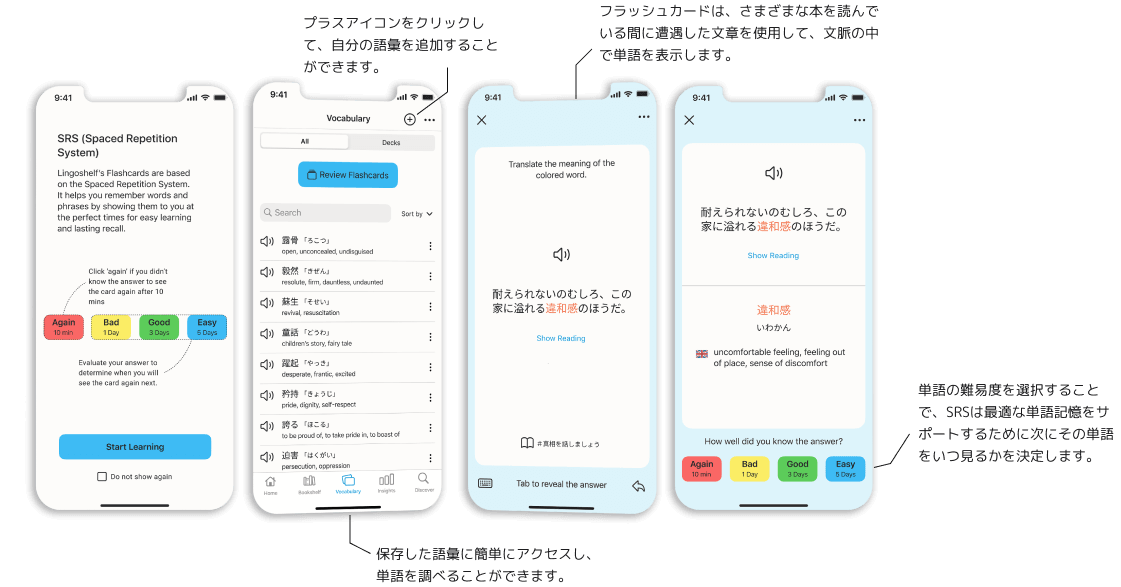 プラスアイコンをクリックし
て、自分の語彙を追加すること
ができます。
フラッシュカードは、さまざまな本を読んで
いる間に遭遇した文章を使用して、文脈の中
で単語を表示します。
9:41
SRS (Spaced Repetition
System)
Lingoshelf's Flashcards are based
on the Spaced Repetition System.
It helps you remember words and
phrases by showing them to you at
the perfect times for easy learning
and lasting recall.
Click 'again' if you didn't
know the answer to see
the card again after 10
mins
Again Bad Good Easy
10 min 1 Day 3 Days 5 Days
Evaluate your answer to
determine when you will
see the card again next.
Start Learning
Do not show again
9:41
Vocabulary
All Decks
Review Flashcards
Search Sort by
露骨 「ろこつ」
open, unconcealed, undisguised
毅然 「きぜん」
resolute, firm, dauntless, undaunted
蘇生 「そせい」
revival, resuscitation
童話 「どうわ」
children's story, fairy tale
躍起 「やっき」
desperate, frantic, excited
矜持 「きょうじ」
pride, dignity, self-respect
誇る 「ほこる」
to be proud of, to take pride in, to boast of
迫害 「はくがい」
persecution, oppression
Home Bookshelf Vocabulary Insights Discover
9:41
Translate the meaning of the
colored word.
耐えられないのむしろ、この
家に溢れる違和感のほうだ。
Show Reading
#真相を話しましょう
Tab to reveal the answer
9:41
耐えられないのむしろ、この
家に溢れる違和感のほうだ。
Show Reading
違和感
いわかん
uncomfortable feeling, feeling out
of place, sense of discomfort
How well did you know the answer?
Again Bad Good Easy
10 min 1 Day 3 Days 5 Days
単語の難易度を選択すること
で、SRSは最適な単語記憶をサ
ポートするために次にその単語
をいつ見るかを決定します。
保存した語彙に簡単にアクセスし、
単語を調べることができます。